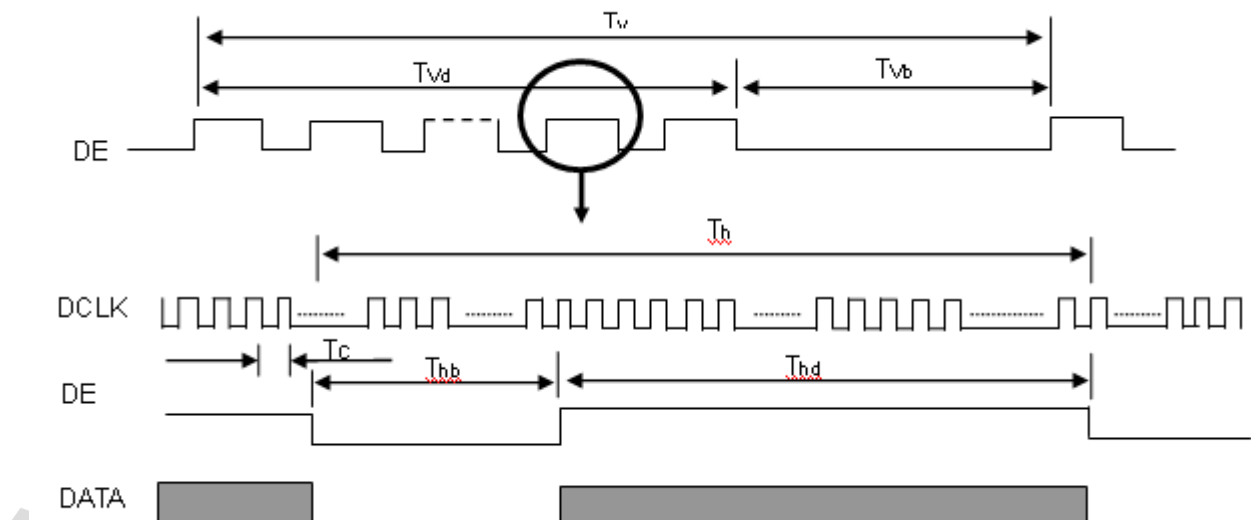 Tv
Tvd
Tvb
DE
Th
DCLK
Tc
Thb
Thd
DE
DATA